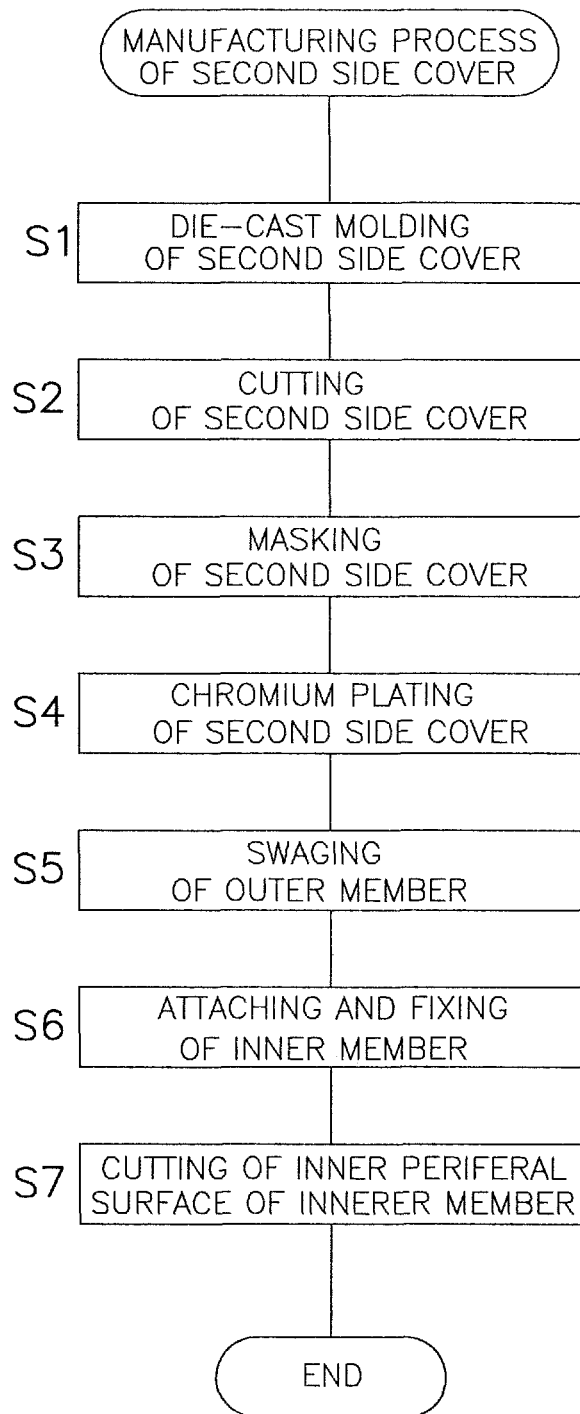 MANUFACTURING PROCESS
OF SECOND SIDE COVER
S1
DIE-CAST MOLDING
OF SECOND SIDE COVER
S2
CUTTING
OF SECOND SIDE COVER
S3
MASKING
OF SECOND SIDE COVER
S4
CHROMIUM PLATING
OF SECOND SIDE COVER
S5
SWAGING
OF OUTER MEMBER
S6
ATTACHING AND FIXING
OF INNER MEMBER
S7
CUTTING OF INNER PERIFERAL
SURFACE OF INNERER MEMBER
END